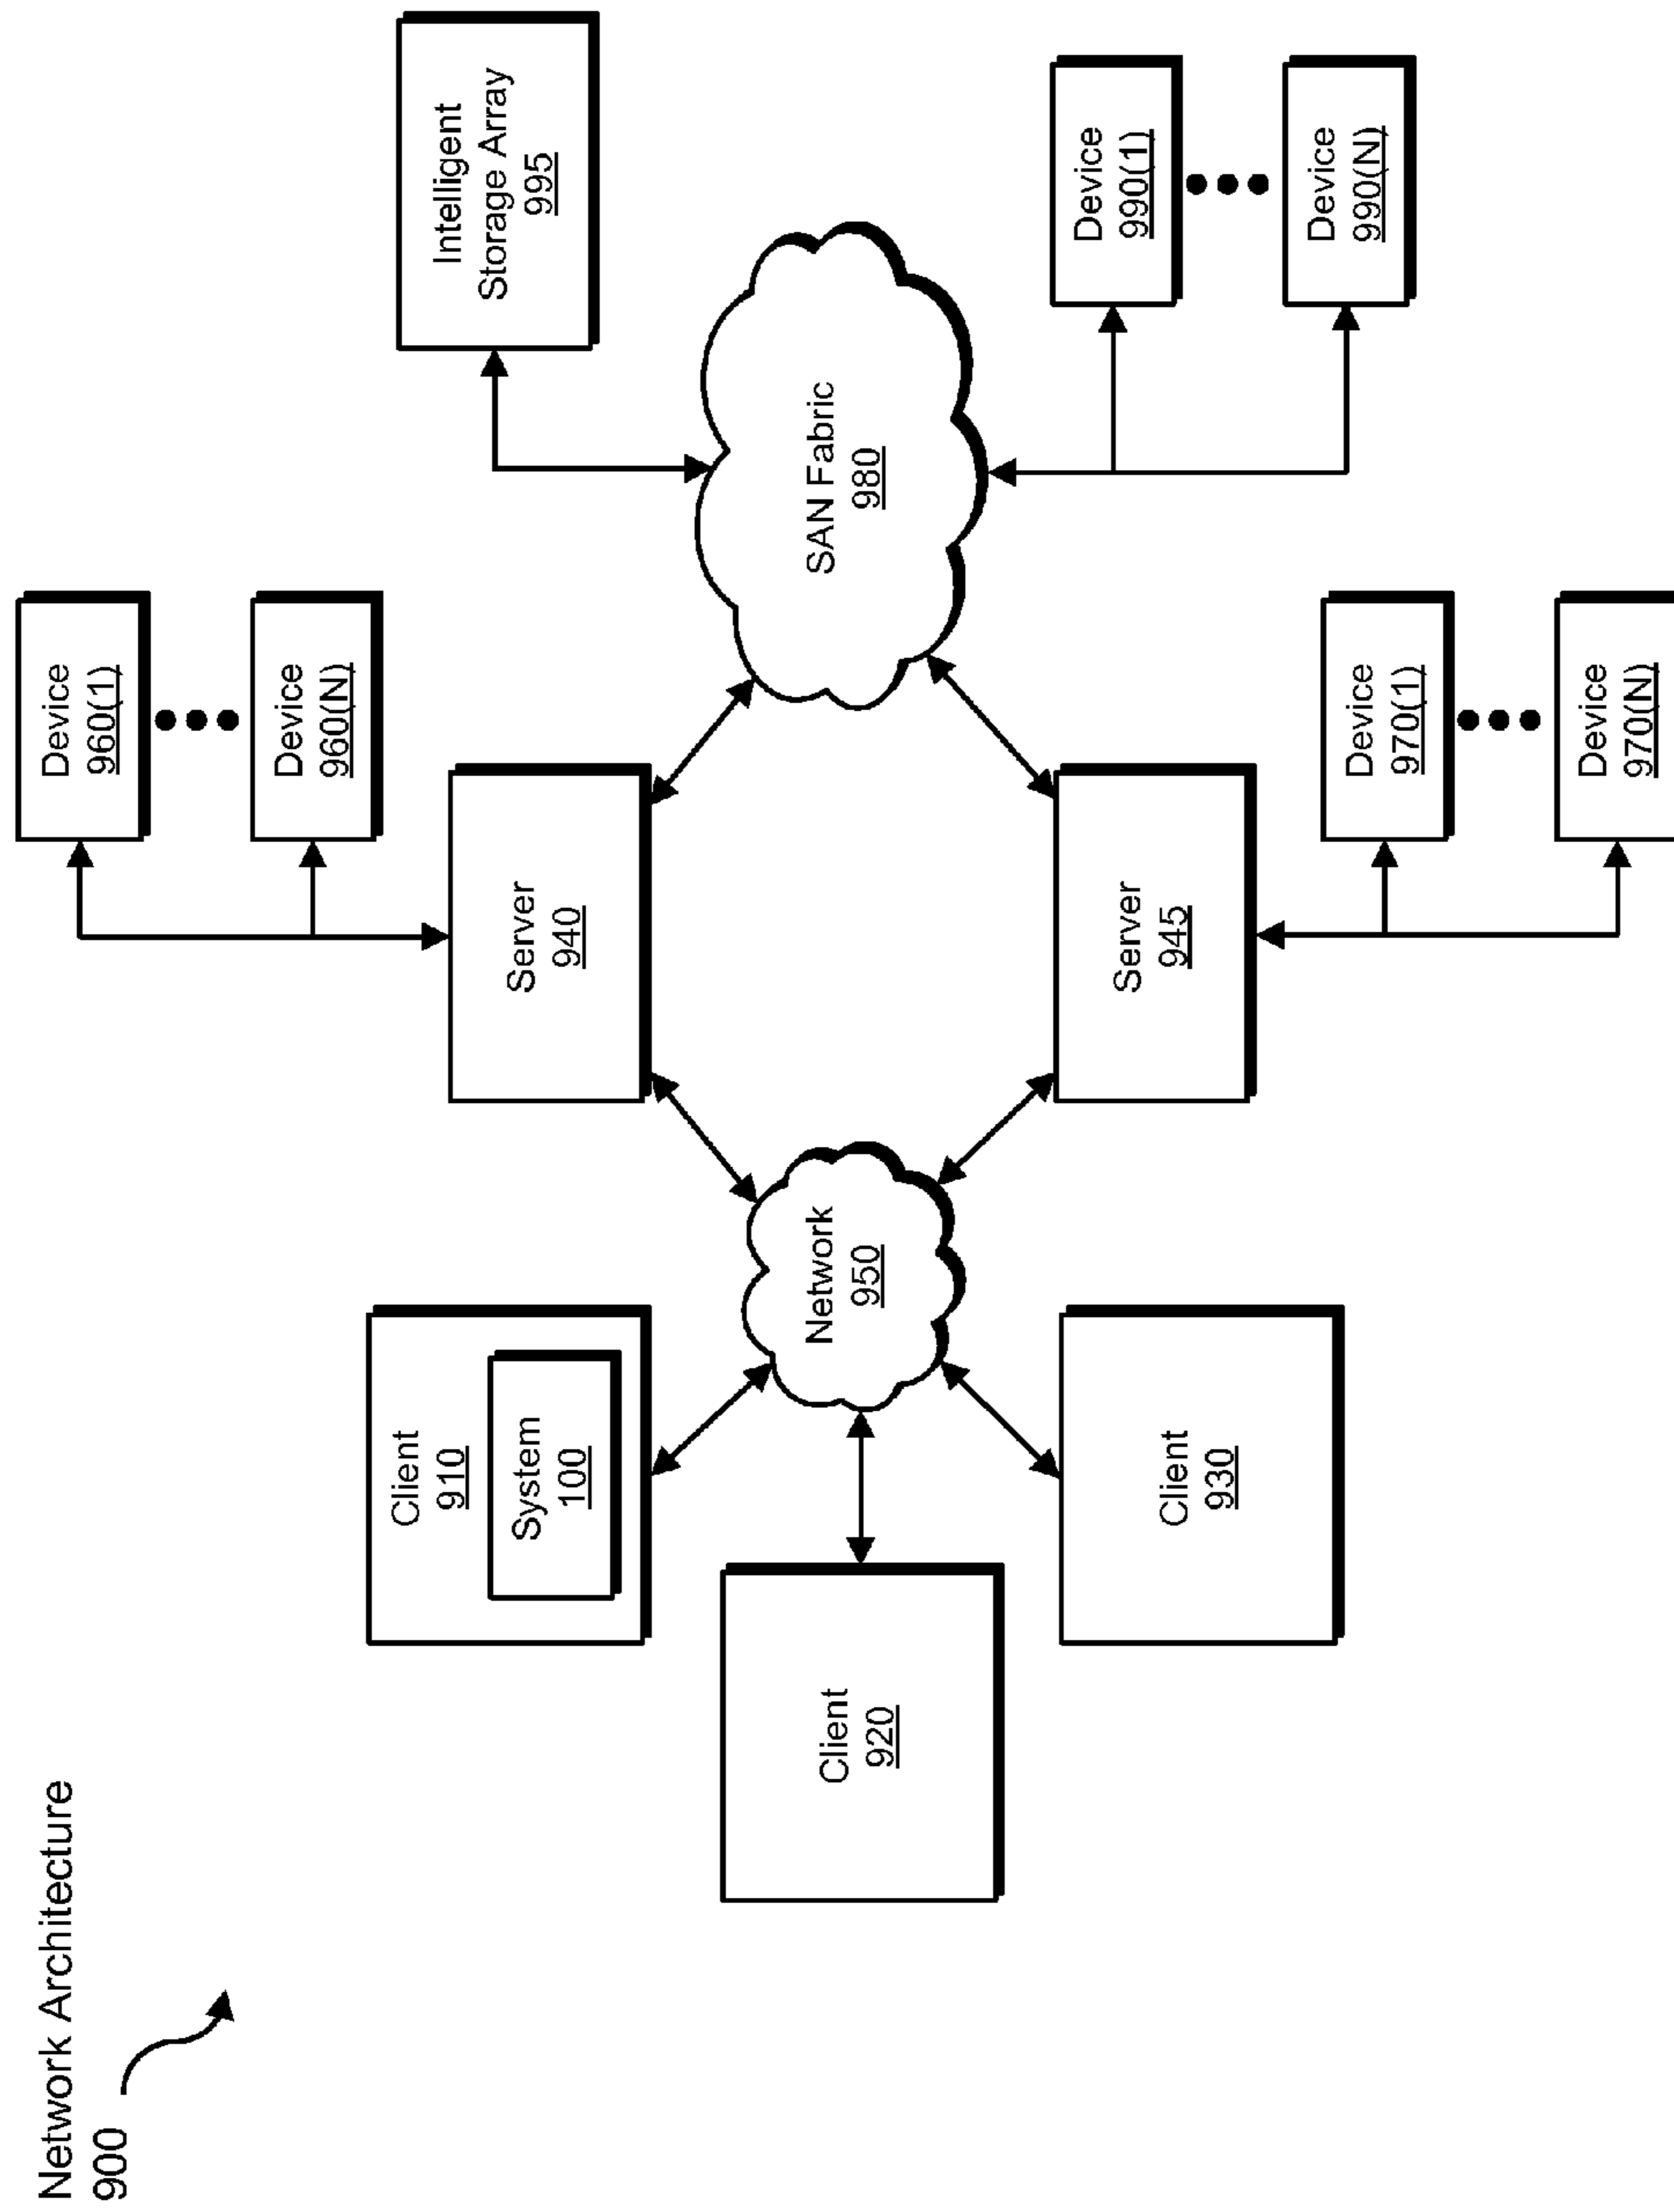 Network Architecture
900
Client
910
System
100
Client
920
Client
930
Network
950
Server
940
Server
945
Device
960(1)
Device
960(N)
Device
970(1)
Device
970(N)
SAN Fabric
980
Intelligent
Storage Array
995
Device
990(1)
Device
990(N)